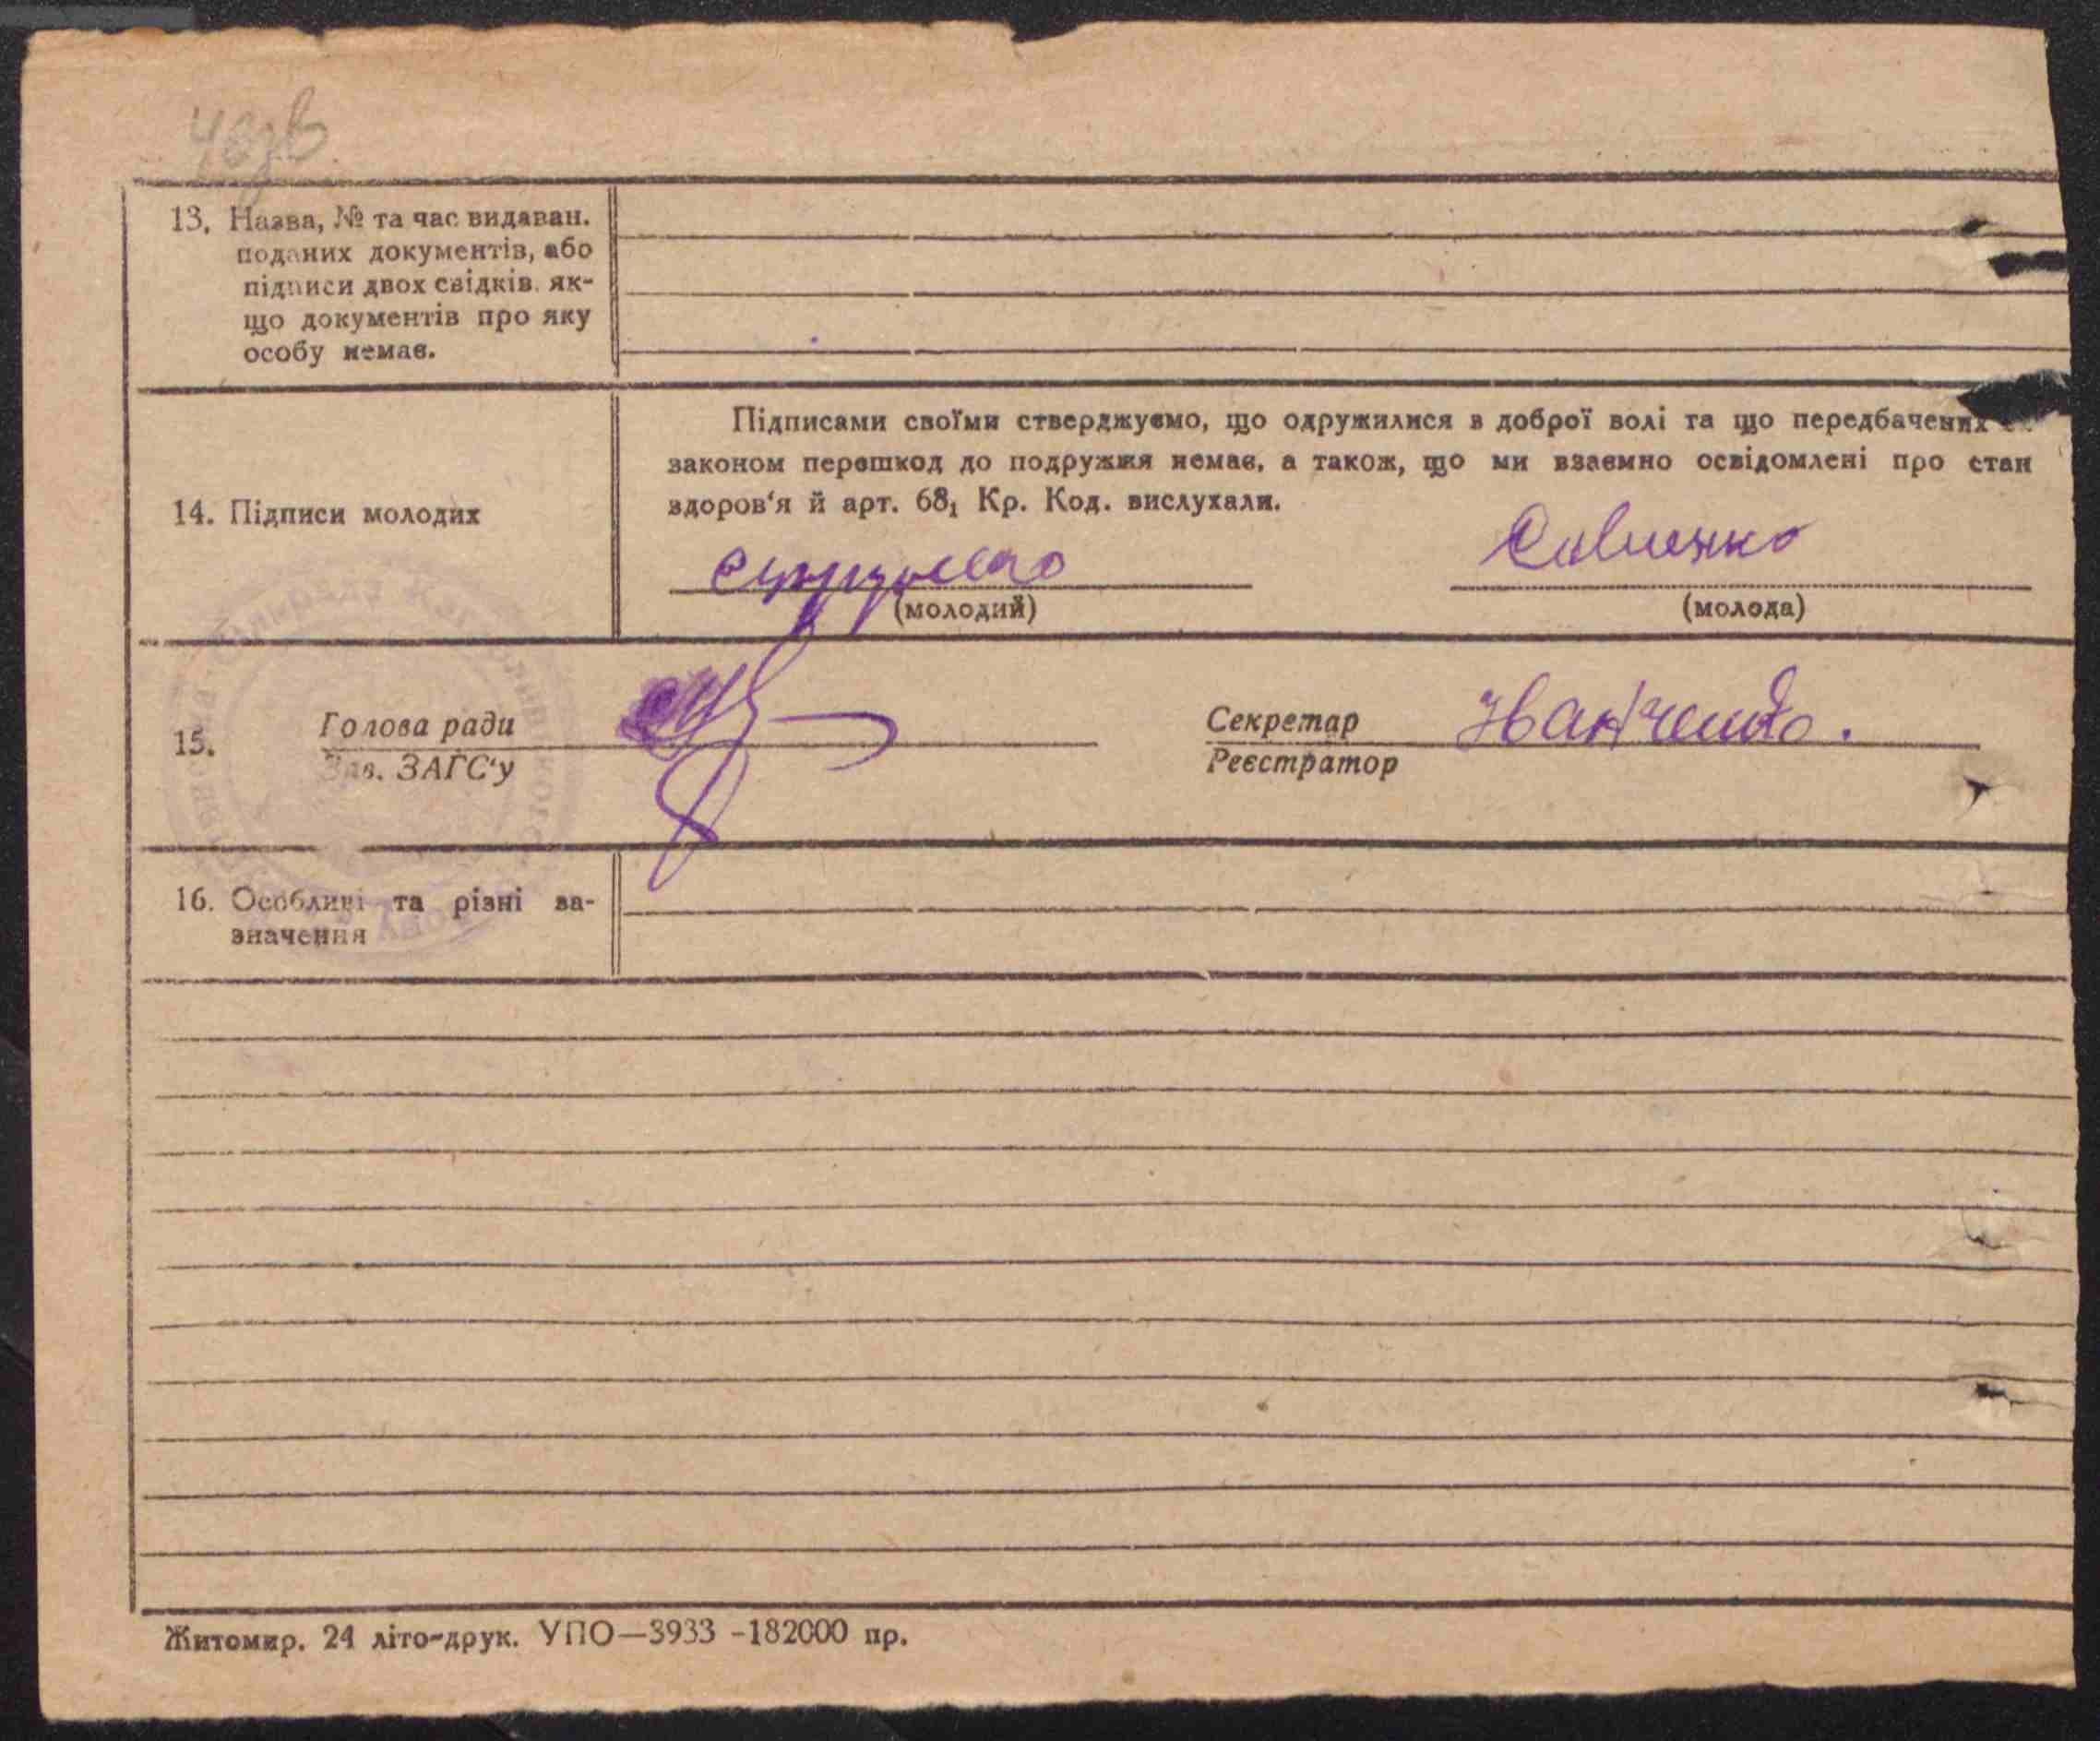 13. Назва, № та час видаван.
поданих документів, або
підписи двох свідків, як-
що документів про яку
особу немає.
Підписами своїми стверджуємо, що одружилися з доброї волі та що передбачених
законом перешкод до подружжя немає, а також, що ми взаємно освідомлені про стан
здоров'я й арт. 68₁ Кр. Код. вислухали.
14. Підписи молодих
Савченко
(молодий) (молода)
15. Голова ради Секретар Іванченко.
Зав. ЗАГС'у Реєстратор
16. Особливі та різні за-
значення
Житомир. 24 літо-друк. УПО—3933 -182000 пр.